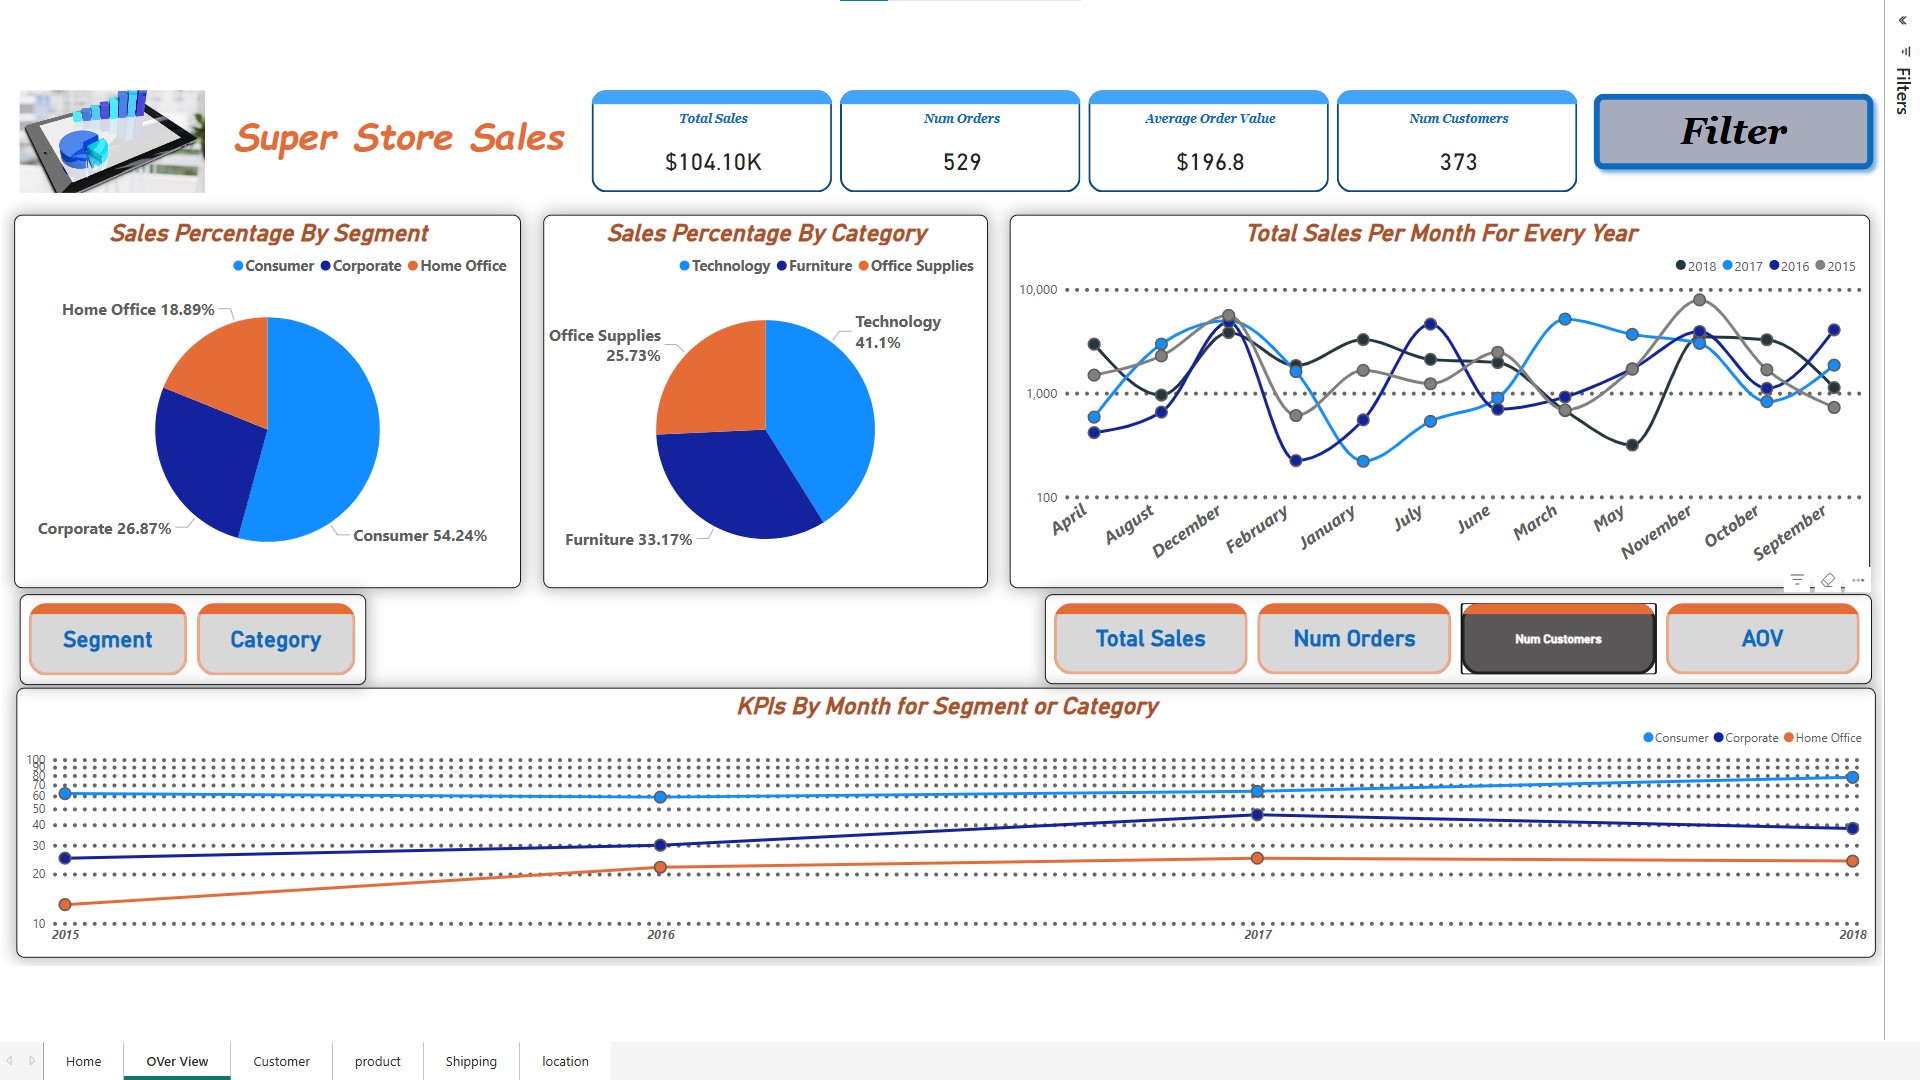 Super Store Sales
Total Sales
$104.10K
Num Orders
529
Average Order Value
$196.8
Num Customers
373
Filter
Filters
Sales Percentage By Segment
Consumer Corporate Home Office
Home Office 18.89%
Corporate 26.87%
Consumer 54.24%
Sales Percentage By Category
Technology Furniture Office Supplies
Office Supplies
25.73%
Technology
41.1%
Furniture 33.17%
Total Sales Per Month For Every Year
2018 2017 2016 2015
10,000
1,000
100
April
August
December
February
January
July
June
March
May
November
October
September
Segment
Category
Total Sales
Num Orders
Num Customers
AOV
KPIs By Month for Segment or Category
Consumer Corporate Home Office
100
90
80
70
60
50
40
30
20
10
2015 2016 2017 2018
Home OVer View Customer product Shipping location